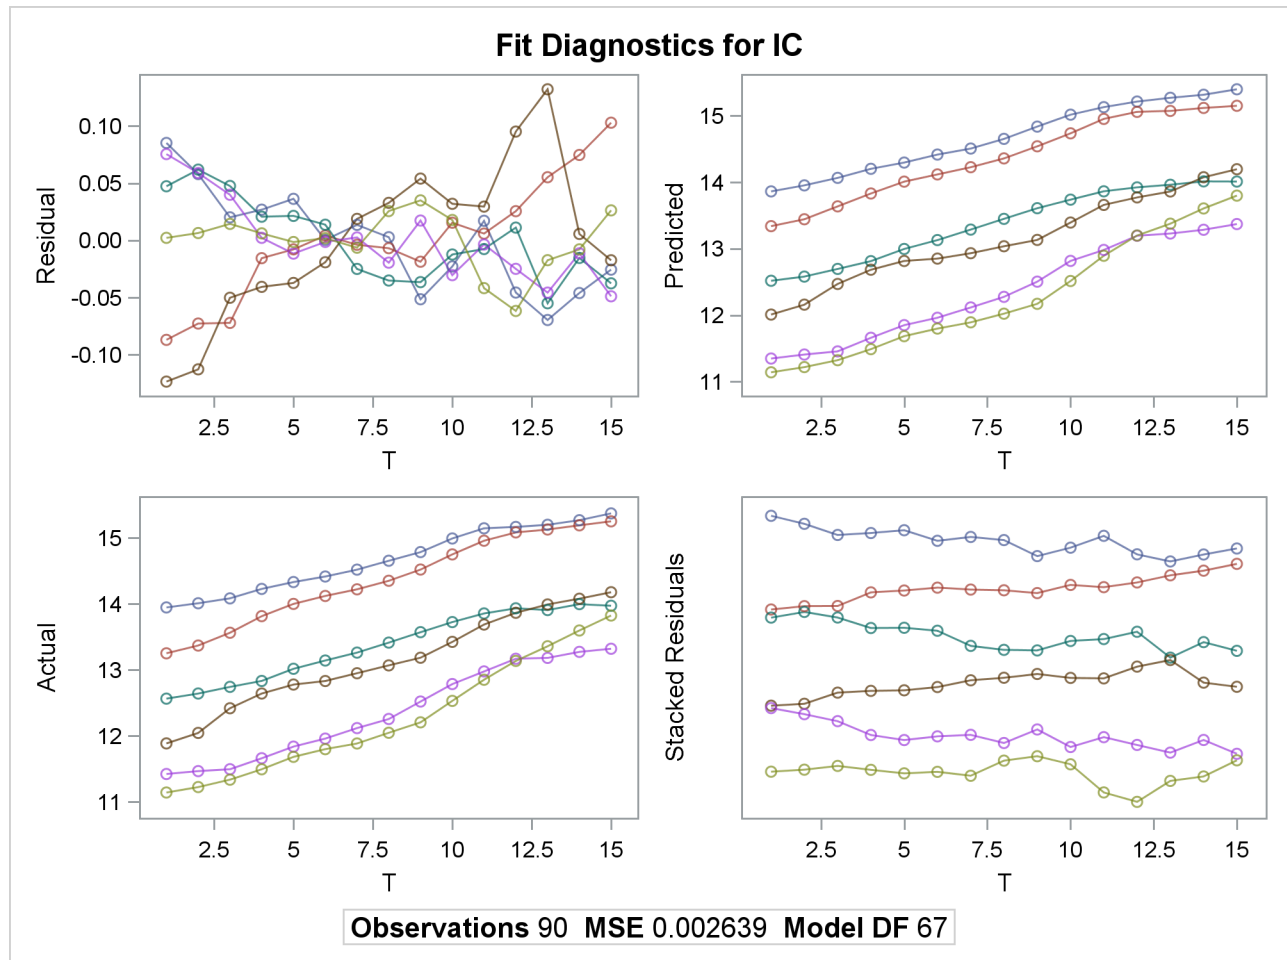 Fit Diagnostics for IC
Residual
0.10
0.05
0.00
-0.05
-0.10
2.5 5 7.5 10 12.5 15
T
Predicted
15
14
13
12
11
2.5 5 7.5 10 12.5 15
T
Actual
15
14
13
12
11
2.5 5 7.5 10 12.5 15
T
Stacked Residuals
2.5 5 7.5 10 12.5 15
T
Observations 90 MSE 0.002639 Model DF 67